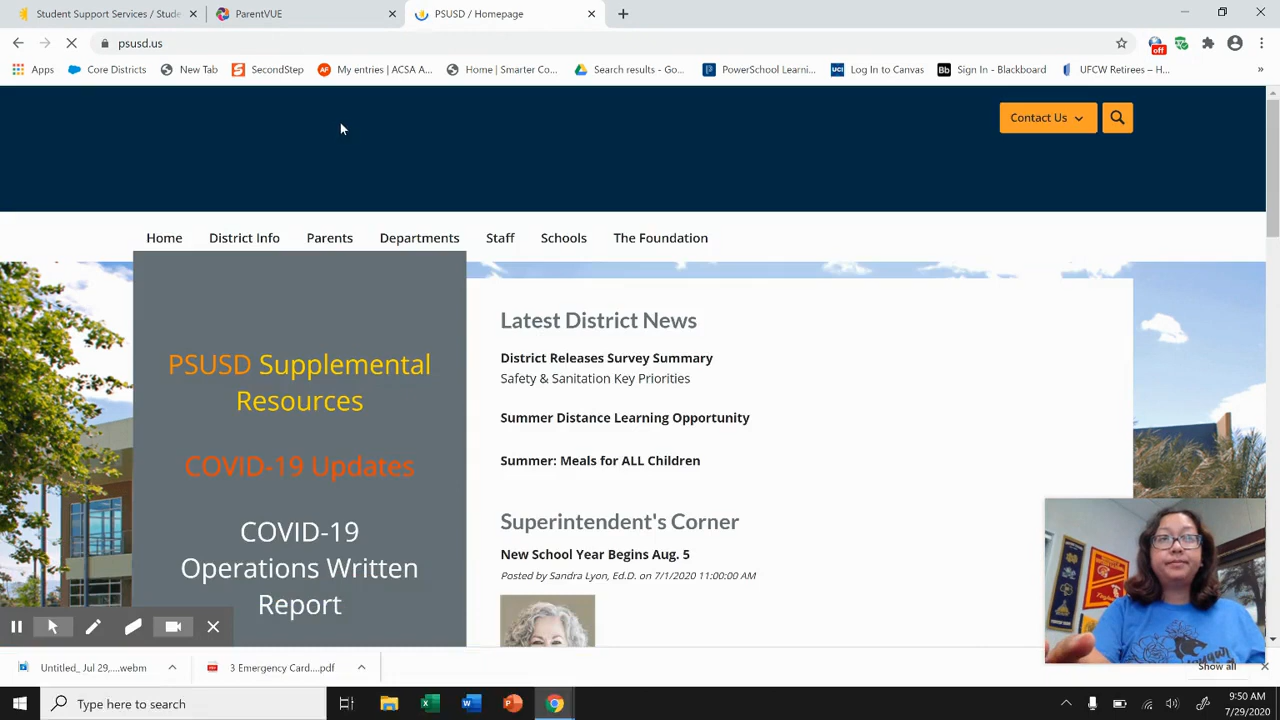 Student Support Services / Stude
ParentVUE
PSUSD / Homepage
psusd.us
off
Apps
Core Districts
New Tab
SecondStep
My entries | ACSA A...
Home | Smarter Co...
Search results - Go...
PowerSchool Learni...
UCI
Log In to Canvas
Bb
Sign In - Blackboard
UFCW Retirees – H...
»
Contact Us
Home
District Info
Parents
Departments
Staff
Schools
The Foundation
PSUSD Supplemental
Resources
COVID-19 Updates
COVID-19
Operations Written
Report
Latest District News
District Releases Survey Summary
Safety & Sanitation Key Priorities
Summer Distance Learning Opportunity
Summer: Meals for ALL Children
Superintendent's Corner
New School Year Begins Aug. 5
Posted by Sandra Lyon, Ed.D. on 7/1/2020 11:00:00 AM
Untitled_ Jul 29,....webm
3 Emergency Card....pdf
Show all
Type here to search
9:50 AM
7/29/2020